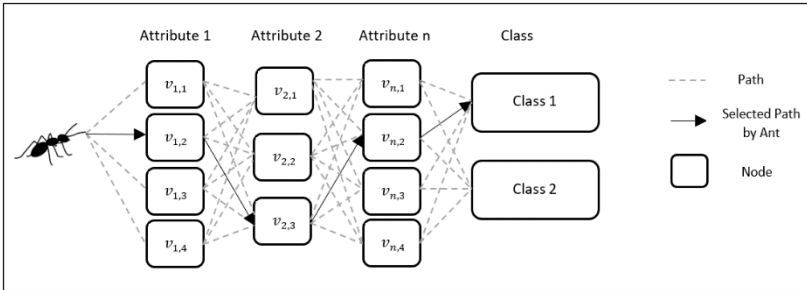 Attribute 1 Attribute 2 Attribute n Class
v1,1 v2,1 vn,1 Class 1 Path
v1,2 vn,2 Selected Path
by Ant
v2,2
v1,3 vn,3 Class 2 Node
v2,3
v1,4 vn,4